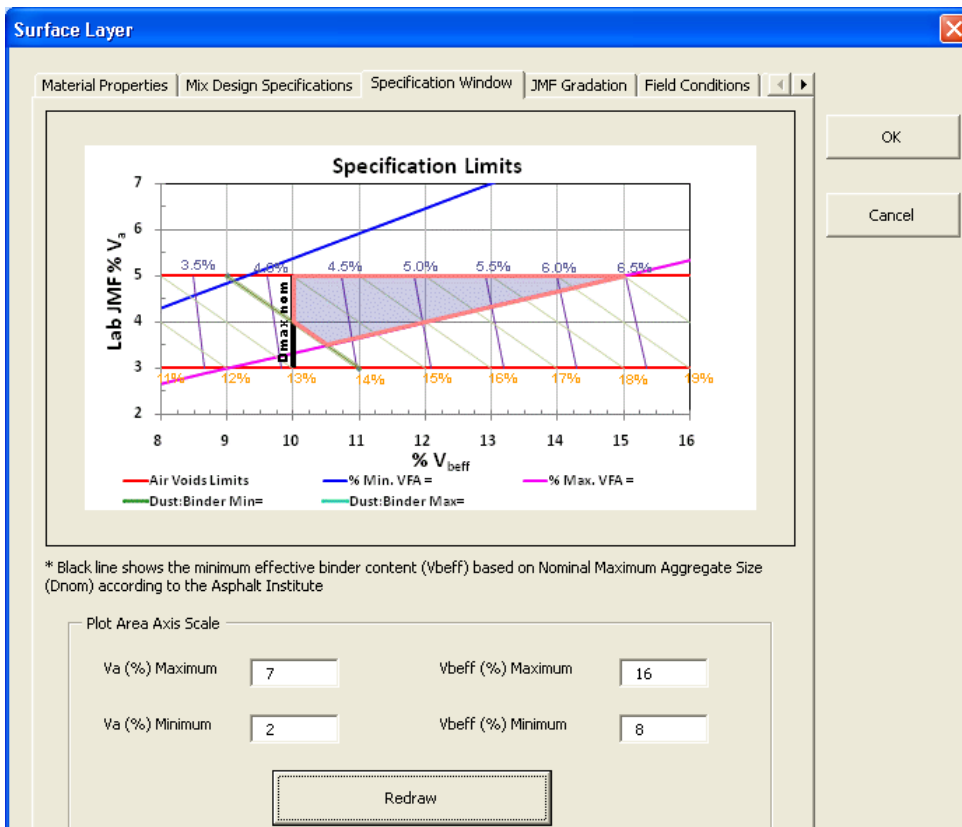 Surface Layer
Material Properties Mix Design Specifications Specification Window JMF Gradation Field Conditions
OK
Cancel
Specification Limits
7
6
5
4
3
2
Lab JMF % Va
3.5% 4.0% 4.5% 5.0% 5.5% 6.0% 6.5%
Dmax nom
11% 12% 13% 14% 15% 16% 17% 18% 19%
8 9 10 11 12 13 14 15 16
% Vbeff
Air Voids Limits % Min. VFA = % Max. VFA =
Dust:Binder Min= Dust:Binder Max=
* Black line shows the minimum effective binder content (Vbeff) based on Nominal Maximum Aggregate Size
(Dnom) according to the Asphalt Institute
Plot Area Axis Scale
Va (%) Maximum 7 Vbeff (%) Maximum 16
Va (%) Minimum 2 Vbeff (%) Minimum 8
Redraw